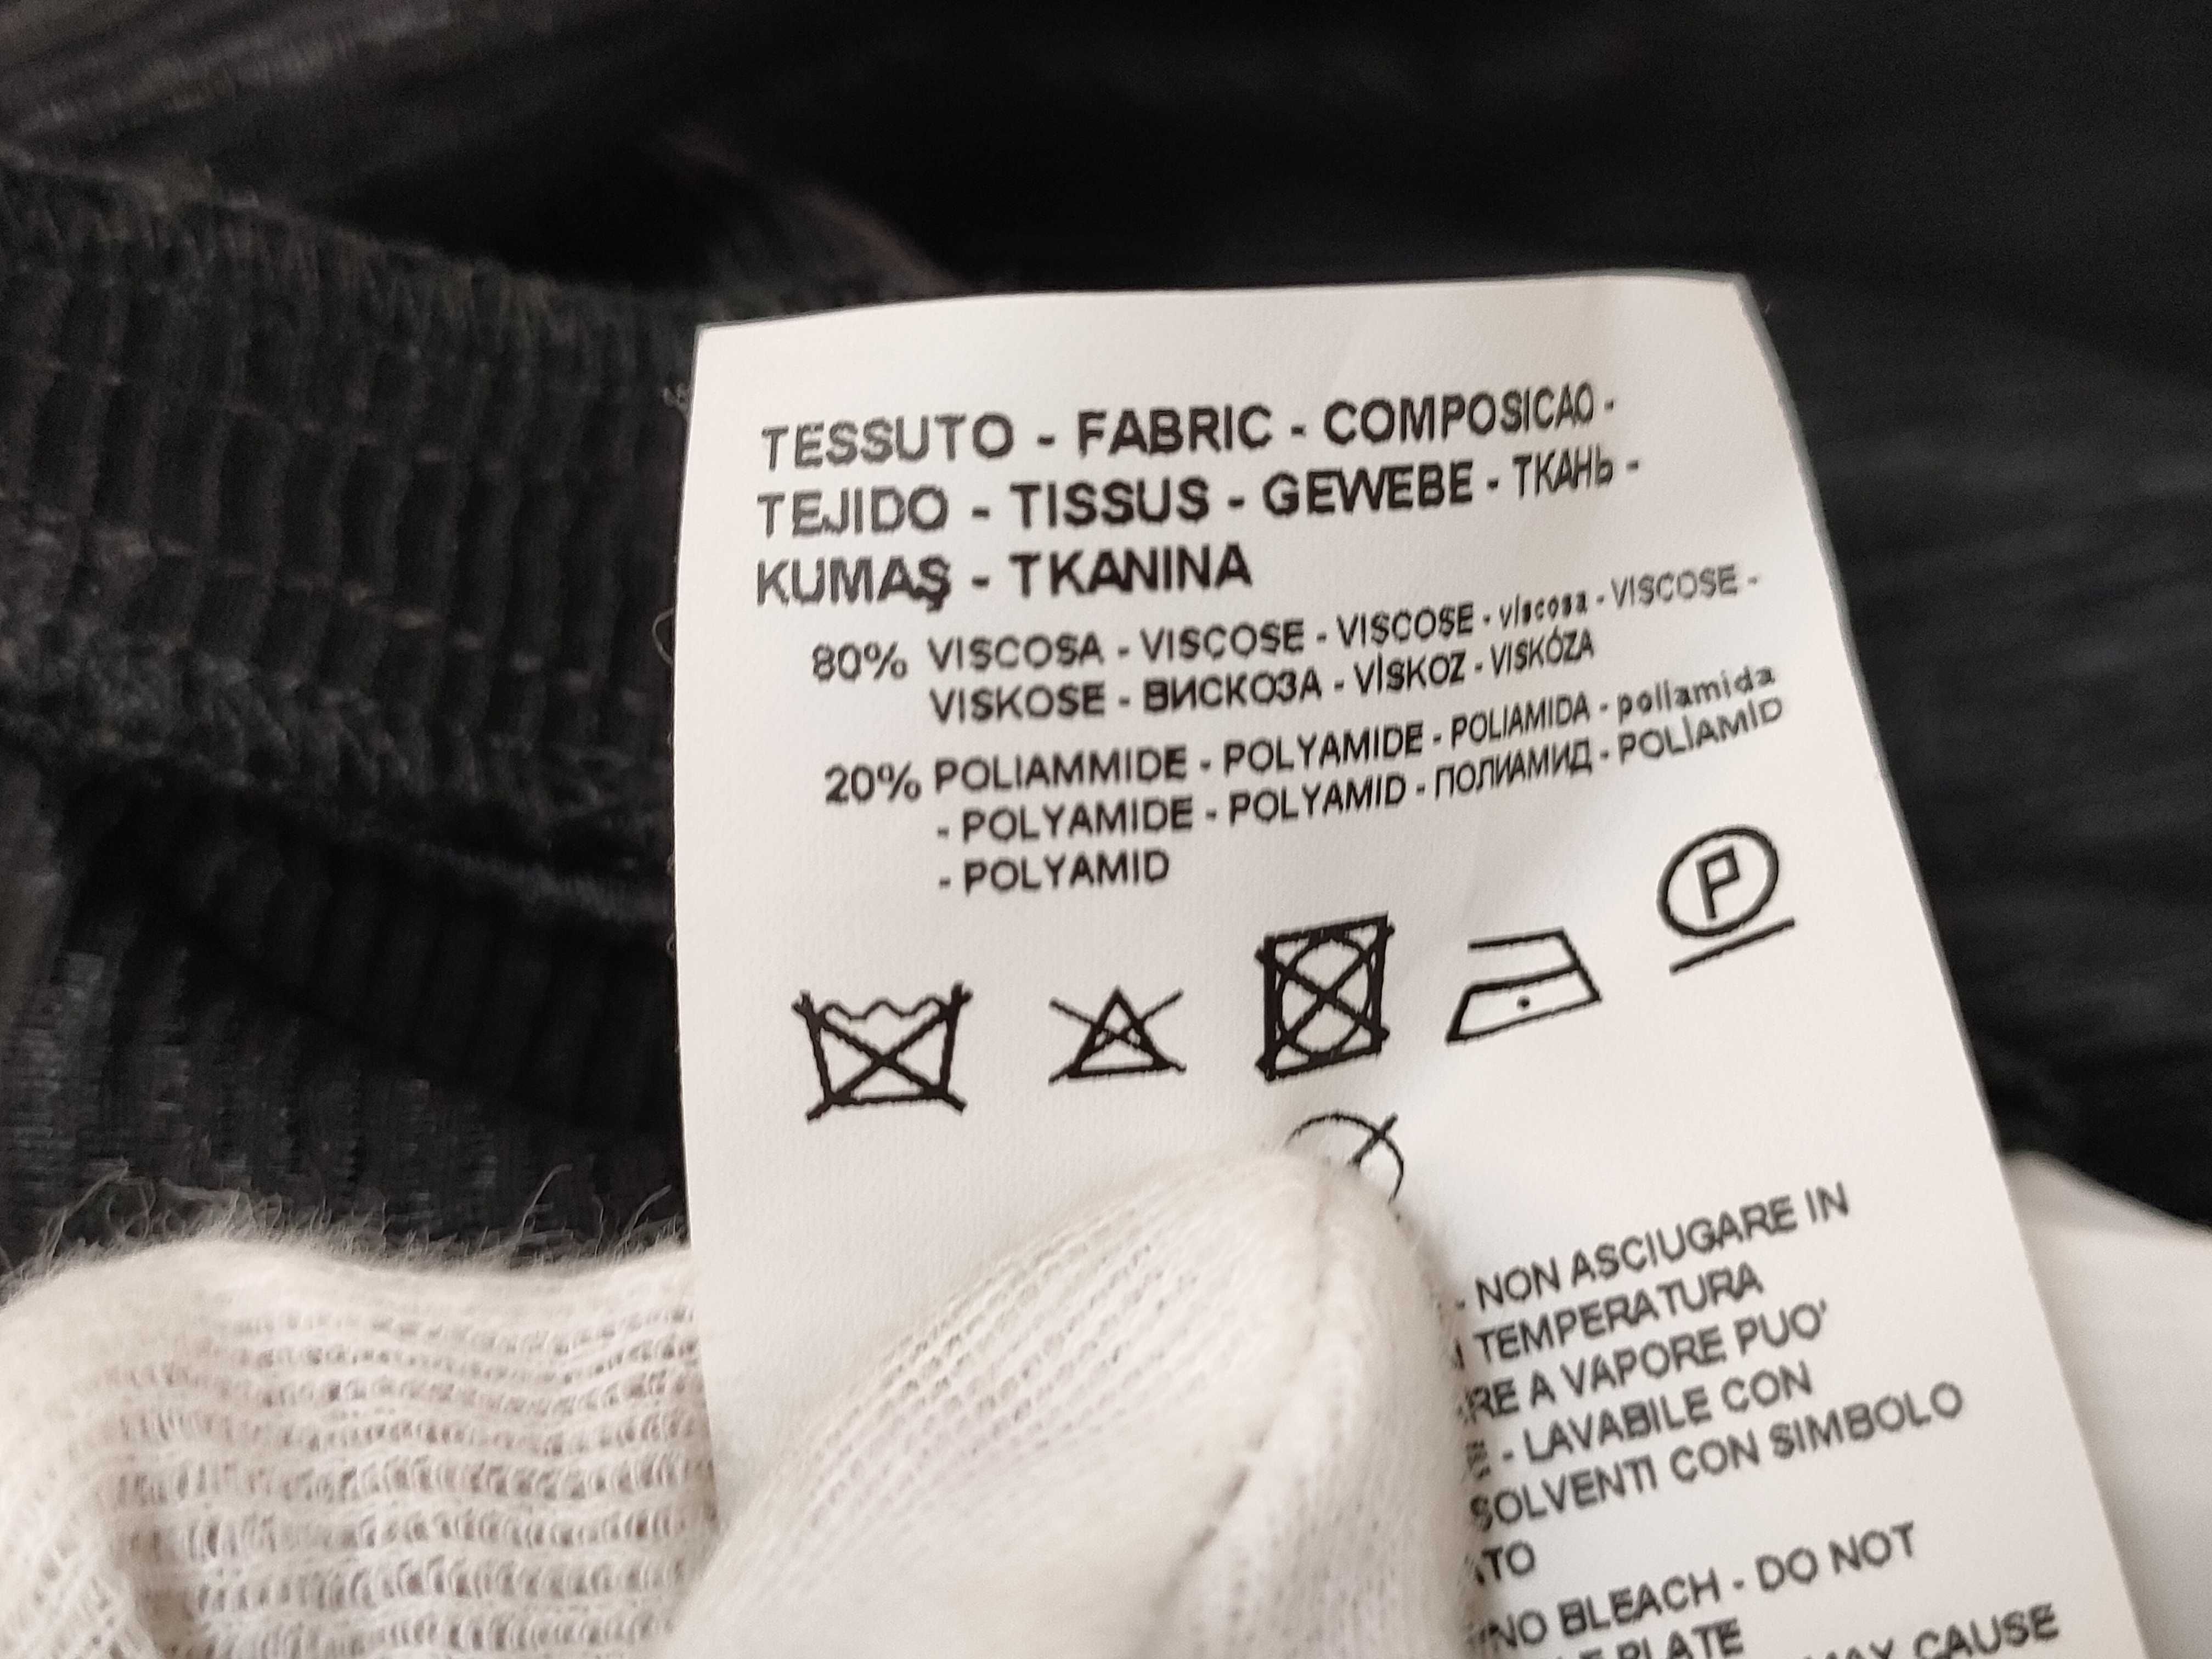 TESSUTO - FABRIC - COMPOSICAO -
TEJIDO - TISSUS - GEWEBE - ТКАНЬ -
KUMAŞ - TKANINA
80% VISCOSA - VISCOSE - VISCOSE - viscosa - VISCOSE -
VISKOSE - ВИСКОЗА - VİSKOZ - VISKÓZA
20% POLIAMMIDE - POLYAMIDE - POLIAMIDA - poliamida
- POLYAMIDE - POLYAMID - ПОЛИАМИД - POLİAMİD
- POLYAMID
P
- NON ASCIUGARE IN
TEMPERATURA
A VAPORE PUO'
- LAVABILE CON
SOLVENTI CON SIMBOLO
NO BLEACH - DO NOT
PLATE
MAY CAUSE